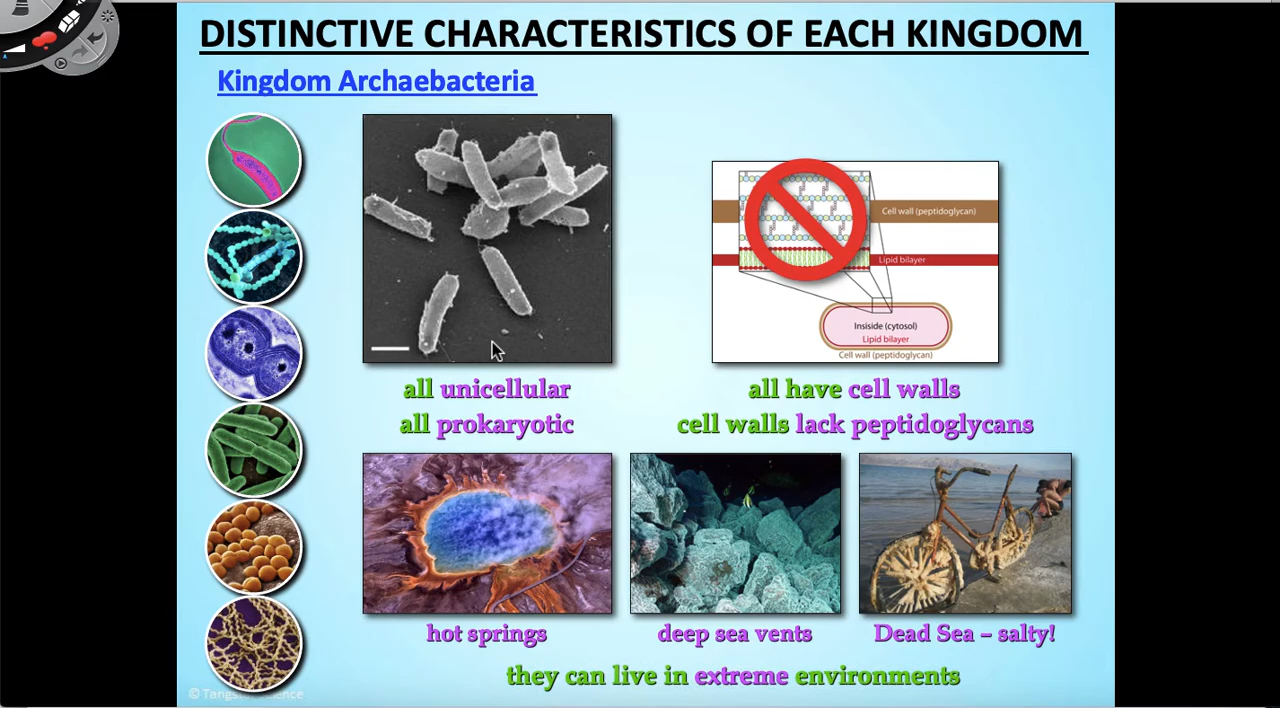 DISTINCTIVE CHARACTERISTICS OF EACH KINGDOM
Kingdom Archaebacteria
Cell wall (peptidoglycan)
Lipid bilayer
Insiside (cytosol)
Lipid bilayer
Cell wall (peptidoglycan)
all unicellular
all prokaryotic
all have cell walls
cell walls lack peptidoglycans
hot springs
deep sea vents
Dead Sea – salty!
they can live in extreme environments
©